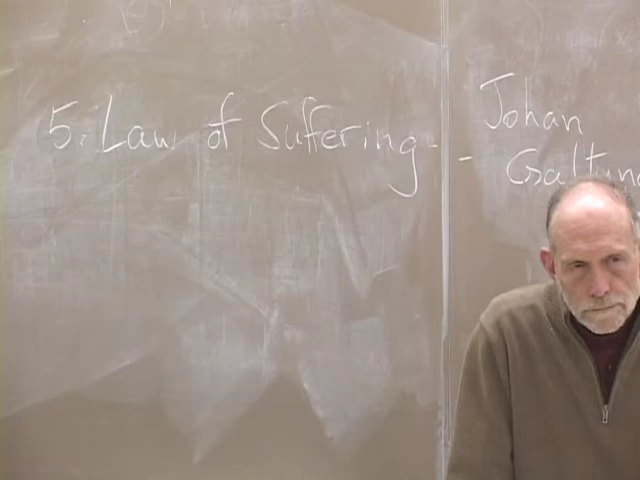 5. Law of Suffering -
Johan
- Galtung